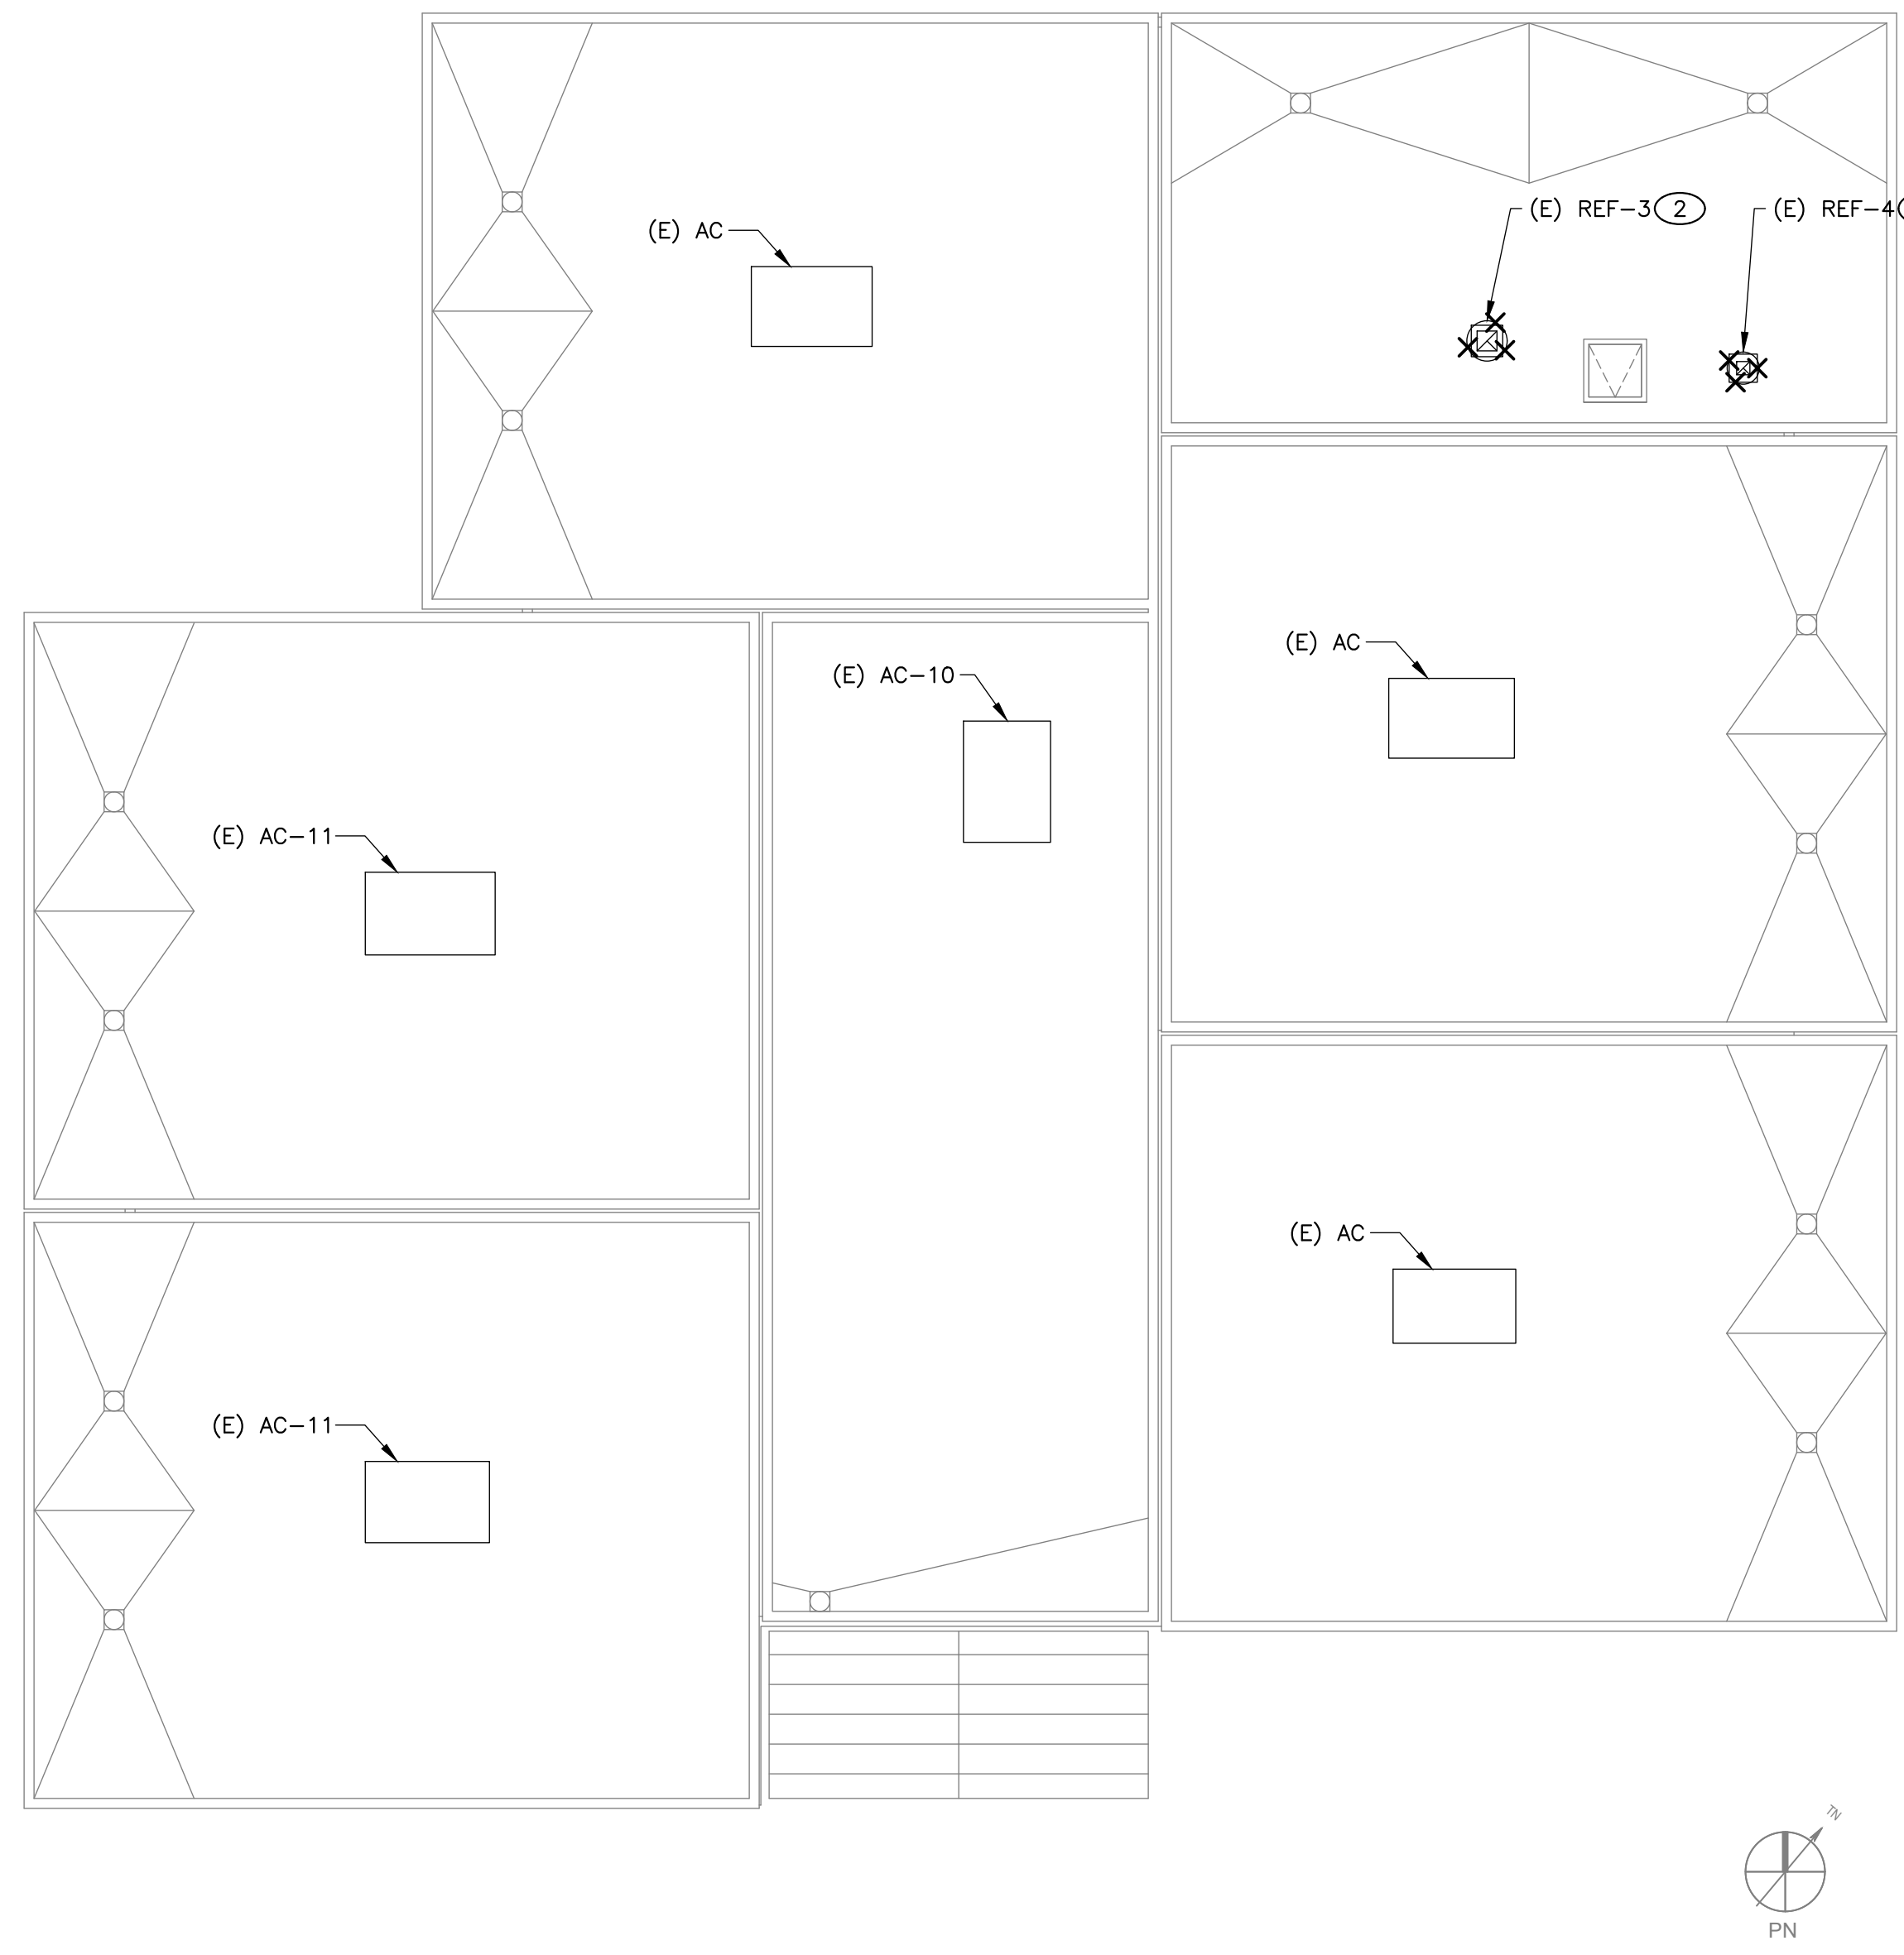 (E) REF-3 2
(E) REF-4
(E) AC
(E) AC
(E) AC-10
(E) AC-11
(E) AC
(E) AC-11
TN
PN